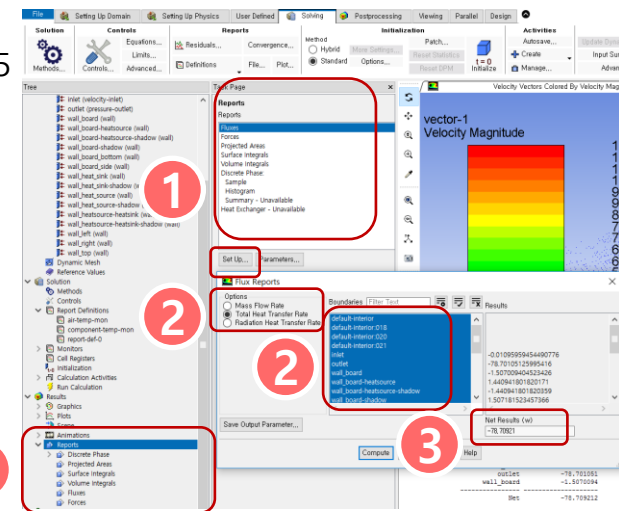 File Setting Up Domain Setting Up Physics User Defined Solving Postprocessing Viewing Parallel Design
Solution Controls Reports Initialization Activities
Methods... Controls... Equations... Limits... Advanced...
Residuals... Definitions Convergence... File... Plot...
Method Hybrid Standard More Settings... Options... Patch... Reset Statistics Reset DPM t = 0 Initialize
Autosave... Create Manage...
5
Tree
inlet (velocity-inlet)
outlet (pressure-outlet)
wall_board (wall)
wall_board-heatsource (wall)
wall_board-heatsource-shadow (wall)
wall_board-shadow (wall)
wall_board_bottom (wall)
wall_board_side (wall)
wall_heat_sink (wall)
wall_heat_sink-shadow (w
wall_heat_source (wall)
wall_heat_source-shadow
wall_heatsource-heatsink (wa
wall_heatsource-heatsink-shadow (wall)
wall_left (wall)
wall_right (wall)
wall_top (wall)
Dynamic Mesh
Reference Values
Solution
Methods
Controls
Report Definitions
air-temp-mon
component-temp-mon
report-def-0
Monitors
Cell Registers
Initialization
Calculation Activities
Run Calculation
Results
Graphics
Plots
Scene
Animations
Reports
Discrete Phase
Projected Areas
Surface Integrals
Volume Integrals
Fluxes
Forces
Task Page
Reports
Reports
Fluxes
Forces
Projected Areas
Surface Integrals
Volume Integrals
Discrete Phase:
Sample
Histogram
Summary - Unavailable
Heat Exchanger - Unavailable
1
Set Up... Parameters...
Velocity Vectors Colored By Velocity Mag
vector-1
Velocity Magnitude
Flux Reports
Options
Mass Flow Rate
Total Heat Transfer Rate
Radiation Heat Transfer Rate
2
Save Output Parameter...
Boundaries Filter Text
default-interior
default-interior:018
default-interior:020
default-interior:021
inlet
outlet
wall_board
wall_board-heatsource
wall_board-heatsource-shadow
wall_board-shadow
2
Results
-0.01095959454490776
-78.70105125995416
-1.507009404523426
1.440941801820171
-1.440941801820359
1.507181523457366
Net Results (w)
-78.70921
3
Compute Help
outlet -78.701051
wall_board -1.5070094
Net -78.709212